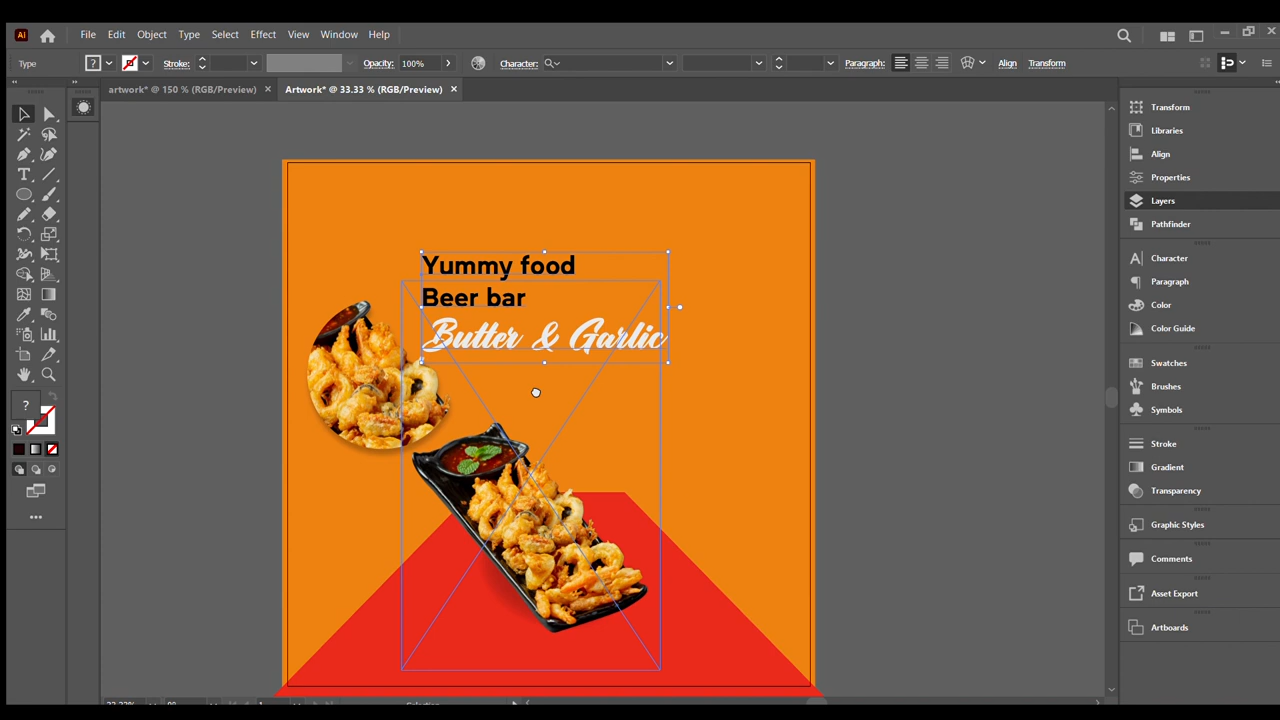 Ai
File Edit Object Type Select Effect View Window Help
Type ? Stroke: Opacity: 100% Character: Paragraph: Align Transform
artwork* @ 150 % (RGB/Preview) × Artwork* @ 33.33 % (RGB/Preview) ×
Transform
Libraries
Align
Properties
Layers
Pathfinder
Character
Paragraph
Color
Color Guide
Swatches
Brushes
Symbols
Stroke
Gradient
Transparency
Graphic Styles
Comments
Asset Export
Artboards
Yummy food
Beer bar
Butter & Garlic
?